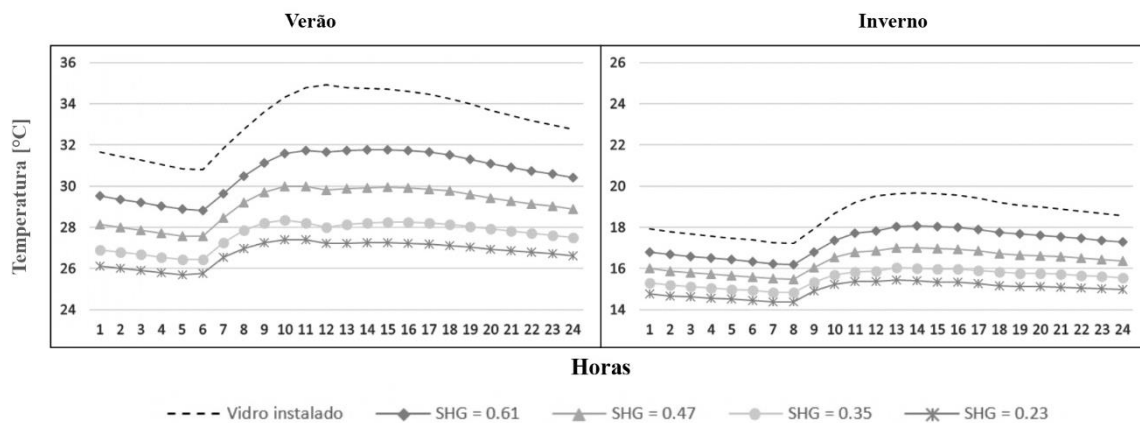 Verão
Inverno
Temperatura [°C]
36
34
32
30
28
26
24
1 2 3 4 5 6 7 8 9 10 11 12 13 14 15 16 17 18 19 20 21 22 23 24
26
24
22
20
18
16
14
1 2 3 4 5 6 7 8 9 10 11 12 13 14 15 16 17 18 19 20 21 22 23 24
Horas
Vidro instalado SHG = 0.61 SHG = 0.47 SHG = 0.35 SHG = 0.23